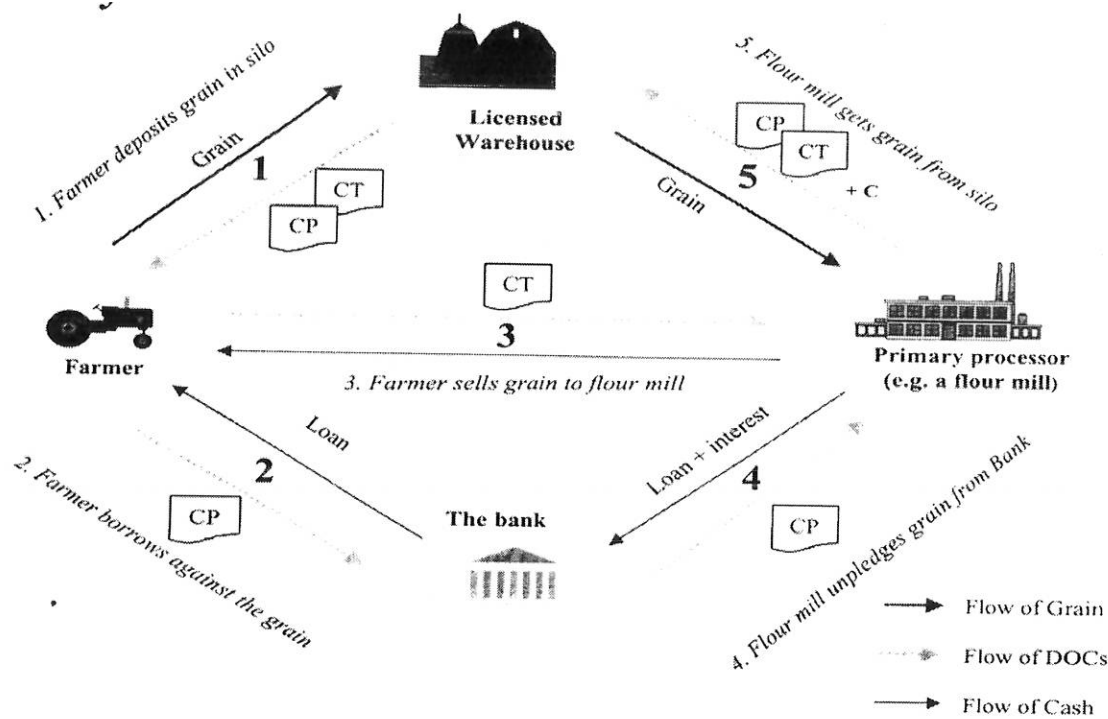 1. Farmer deposits grain in silo
Grain
1
CT
CP
Licensed
Warehouse
5. Flour mill gets grain from silo
CP
CT
+ C
5
Grain
CT
3
3. Farmer sells grain to flour mill
Farmer
Primary processor
(e.g. a flour mill)
Loan
2
CP
2. Farmer borrows against the grain
The bank
Loan + interest
4
CP
4. Flour mill unpledges grain from Bank
Flow of Grain
Flow of DOCs
Flow of Cash